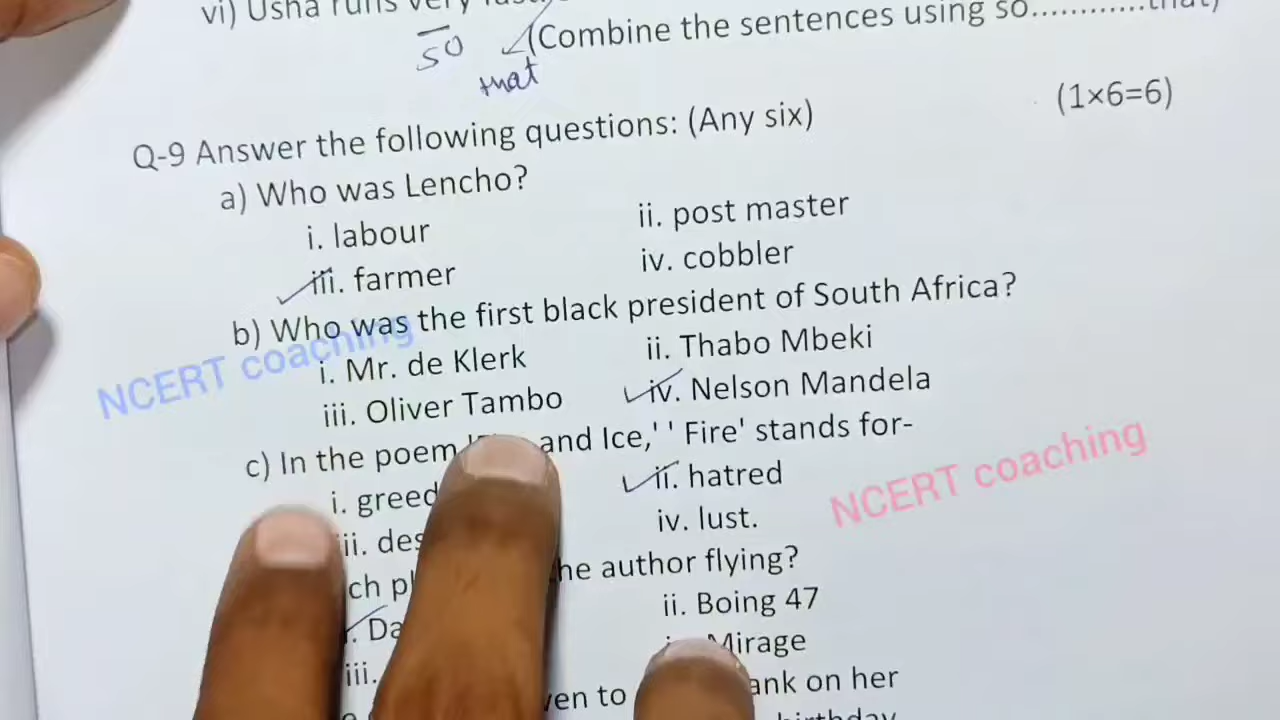 vi) Usha runs very
(Combine the sentences using so............that)
so
that
Q-9 Answer the following questions: (Any six) (1×6=6)
a) Who was Lencho?
i. labour ii. post master
iii. farmer iv. cobbler
b) Who was the first black president of South Africa?
i. Mr. de Klerk ii. Thabo Mbeki
iii. Oliver Tambo iv. Nelson Mandela
c) In the poem and Ice,'' Fire' stands for-
i. greed ii. hatred
iv. lust.
the author flying?
ii. Boing 47
Mirage
iii.
on her
birthday
NCERT coaching
NCERT coaching